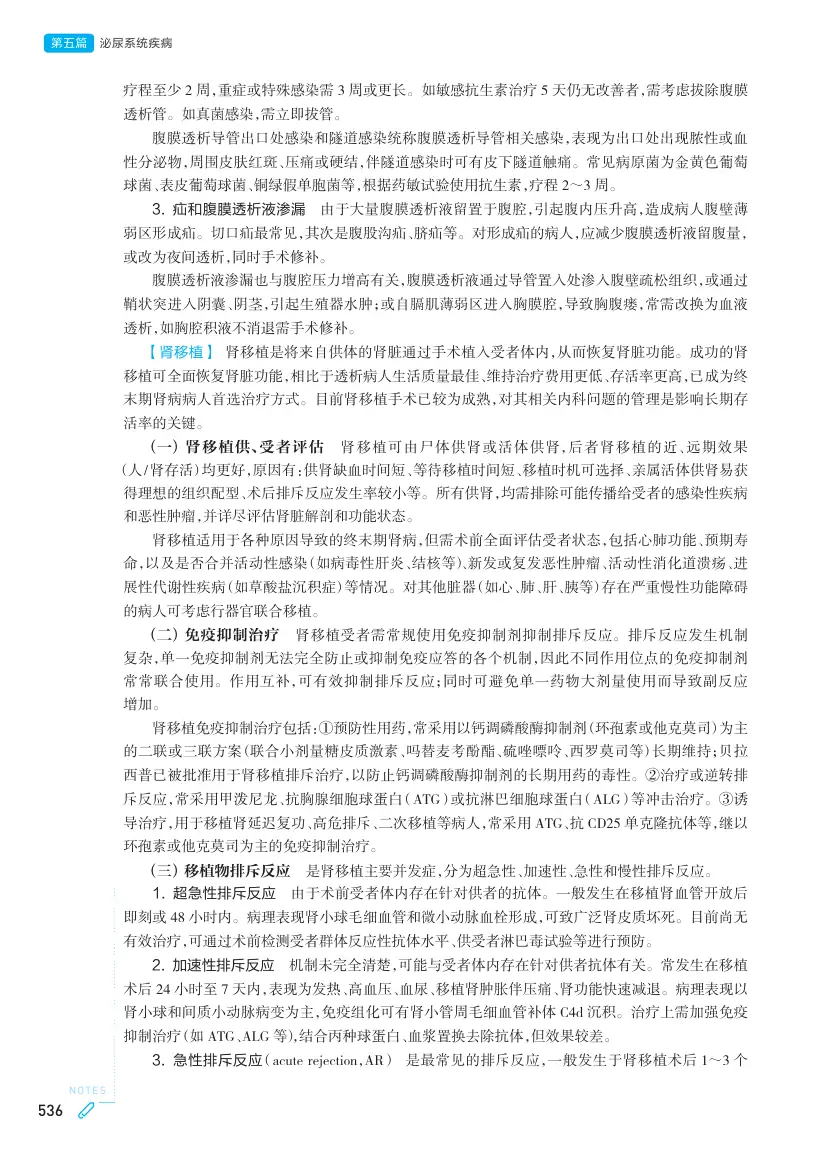 第五篇 泌尿系统疾病
疗程至少 2 周,重症或特殊感染需 3 周或更长。如敏感抗生素治疗 5 天仍无改善者,需考虑拔除腹膜
透析管。如真菌感染,需立即拔管。
腹膜透析导管出口处感染和隧道感染统称腹膜透析导管相关感染,表现为出口处出现脓性或血
性分泌物,周围皮肤红斑、压痛或硬结,伴隧道感染时可有皮下隧道触痛。常见病原菌为金黄色葡萄
球菌、表皮葡萄球菌、铜绿假单胞菌等,根据药敏试验使用抗生素,疗程 2～3 周。
3. 疝和腹膜透析液渗漏 由于大量腹膜透析液留置于腹腔,引起腹内压升高,造成病人腹壁薄
弱区形成疝。切口疝最常见,其次是腹股沟疝、脐疝等。对形成疝的病人,应减少腹膜透析液留腹量,
或改为夜间透析,同时手术修补。
腹膜透析液渗漏也与腹腔压力增高有关,腹膜透析液通过导管置入处渗入腹壁疏松组织,或通过
鞘状突进入阴囊、阴茎,引起生殖器水肿;或自膈肌薄弱区进入胸膜腔,导致胸腹瘘,常需改换为血液
透析,如胸腔积液不消退需手术修补。
【肾移植】 肾移植是将来自供体的肾脏通过手术植入受者体内,从而恢复肾脏功能。成功的肾
移植可全面恢复肾脏功能,相比于透析病人生活质量最佳、维持治疗费用更低、存活率更高,已成为终
末期肾病病人首选治疗方式。目前肾移植手术已较为成熟,对其相关内科问题的管理是影响长期存
活率的关键。
(一) 肾移植供、受者评估 肾移植可由尸体供肾或活体供肾,后者肾移植的近、远期效果
(人/肾存活)均更好,原因有:供肾缺血时间短、等待移植时间短、移植时机可选择、亲属活体供肾易获
得理想的组织配型、术后排斥反应发生率较小等。所有供肾,均需排除可能传播给受者的感染性疾病
和恶性肿瘤,并详尽评估肾脏解剖和功能状态。
肾移植适用于各种原因导致的终末期肾病,但需术前全面评估受者状态,包括心肺功能、预期寿
命,以及是否合并活动性感染(如病毒性肝炎、结核等)、新发或复发恶性肿瘤、活动性消化道溃疡、进
展性代谢性疾病(如草酸盐沉积症)等情况。对其他脏器(如心、肺、肝、胰等)存在严重慢性功能障碍
的病人可考虑行器官联合移植。
(二) 免疫抑制治疗 肾移植受者需常规使用免疫抑制剂抑制排斥反应。排斥反应发生机制
复杂,单一免疫抑制剂无法完全防止或抑制免疫应答的各个机制,因此不同作用位点的免疫抑制剂
常常联合使用。作用互补,可有效抑制排斥反应;同时可避免单一药物大剂量使用而导致副反应
增加。
肾移植免疫抑制治疗包括:①预防性用药,常采用以钙调磷酸酶抑制剂(环孢素或他克莫司)为主
的二联或三联方案(联合小剂量糖皮质激素、吗替麦考酚酯、硫唑嘌呤、西罗莫司等)长期维持;贝拉
西普已被批准用于肾移植排斥治疗,以防止钙调磷酸酶抑制剂的长期用药的毒性。②治疗或逆转排
斥反应,常采用甲泼尼龙、抗胸腺细胞球蛋白(ATG)或抗淋巴细胞球蛋白(ALG)等冲击治疗。③诱
导治疗,用于移植肾延迟复功、高危排斥、二次移植等病人,常采用 ATG、抗 CD25 单克隆抗体等,继以
环孢素或他克莫司为主的免疫抑制治疗。
(三) 移植物排斥反应 是肾移植主要并发症,分为超急性、加速性、急性和慢性排斥反应。
1. 超急性排斥反应 由于术前受者体内存在针对供者的抗体。一般发生在移植肾血管开放后
即刻或 48 小时内。病理表现肾小球毛细血管和微小动脉血栓形成,可致广泛肾皮质坏死。目前尚无
有效治疗,可通过术前检测受者群体反应性抗体水平、供受者淋巴毒试验等进行预防。
2. 加速性排斥反应 机制未完全清楚,可能与受者体内存在针对供者抗体有关。常发生在移植
术后 24 小时至 7 天内,表现为发热、高血压、血尿、移植肾肿胀伴压痛、肾功能快速减退。病理表现以
肾小球和间质小动脉病变为主,免疫组化可有肾小管周毛细血管补体 C4d 沉积。治疗上需加强免疫
抑制治疗(如 ATG、ALG 等),结合丙种球蛋白、血浆置换去除抗体,但效果较差。
3. 急性排斥反应(acute rejection,AR) 是最常见的排斥反应,一般发生于肾移植术后 1～3 个
NOTES
536